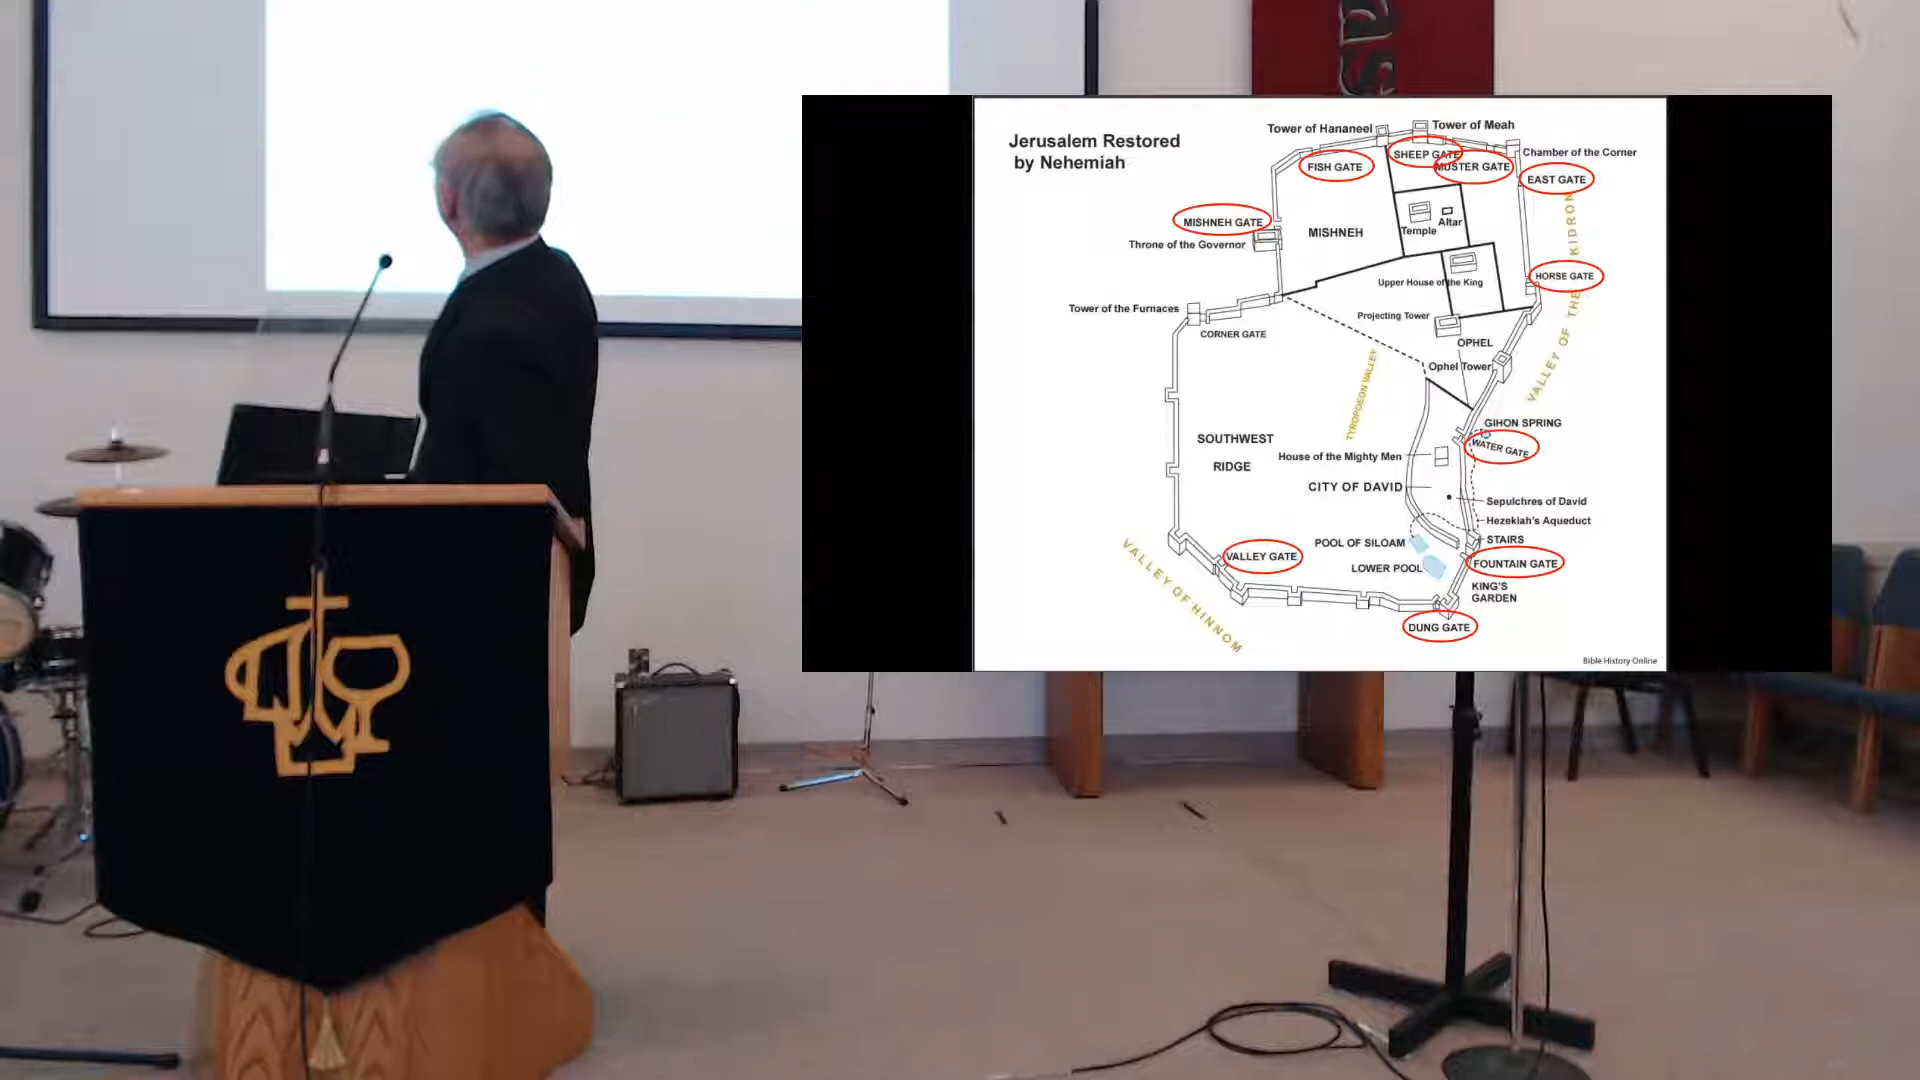 as
Jerusalem Restored
by Nehemiah
Tower of Hananeel
Tower of Meah
SHEEP GATE
Chamber of the Corner
FISH GATE
MUSTER GATE
EAST GATE
MISHNEH GATE
MISHNEH
Temple
Altar
Throne of the Governor
VALLEY OF THE KIDRON
HORSE GATE
Upper House of the King
Tower of the Furnaces
Projecting Tower
CORNER GATE
OPHEL
Ophel Tower
TYROPOEON VALLEY
GIHON SPRING
SOUTHWEST
RIDGE
WATER GATE
House of the Mighty Men
CITY OF DAVID
Sepulchres of David
Hezekiah's Aqueduct
STAIRS
POOL OF SILOAM
VALLEY GATE
FOUNTAIN GATE
LOWER POOL
KING'S
GARDEN
VALLEY OF HINNOM
DUNG GATE
Bible History Online